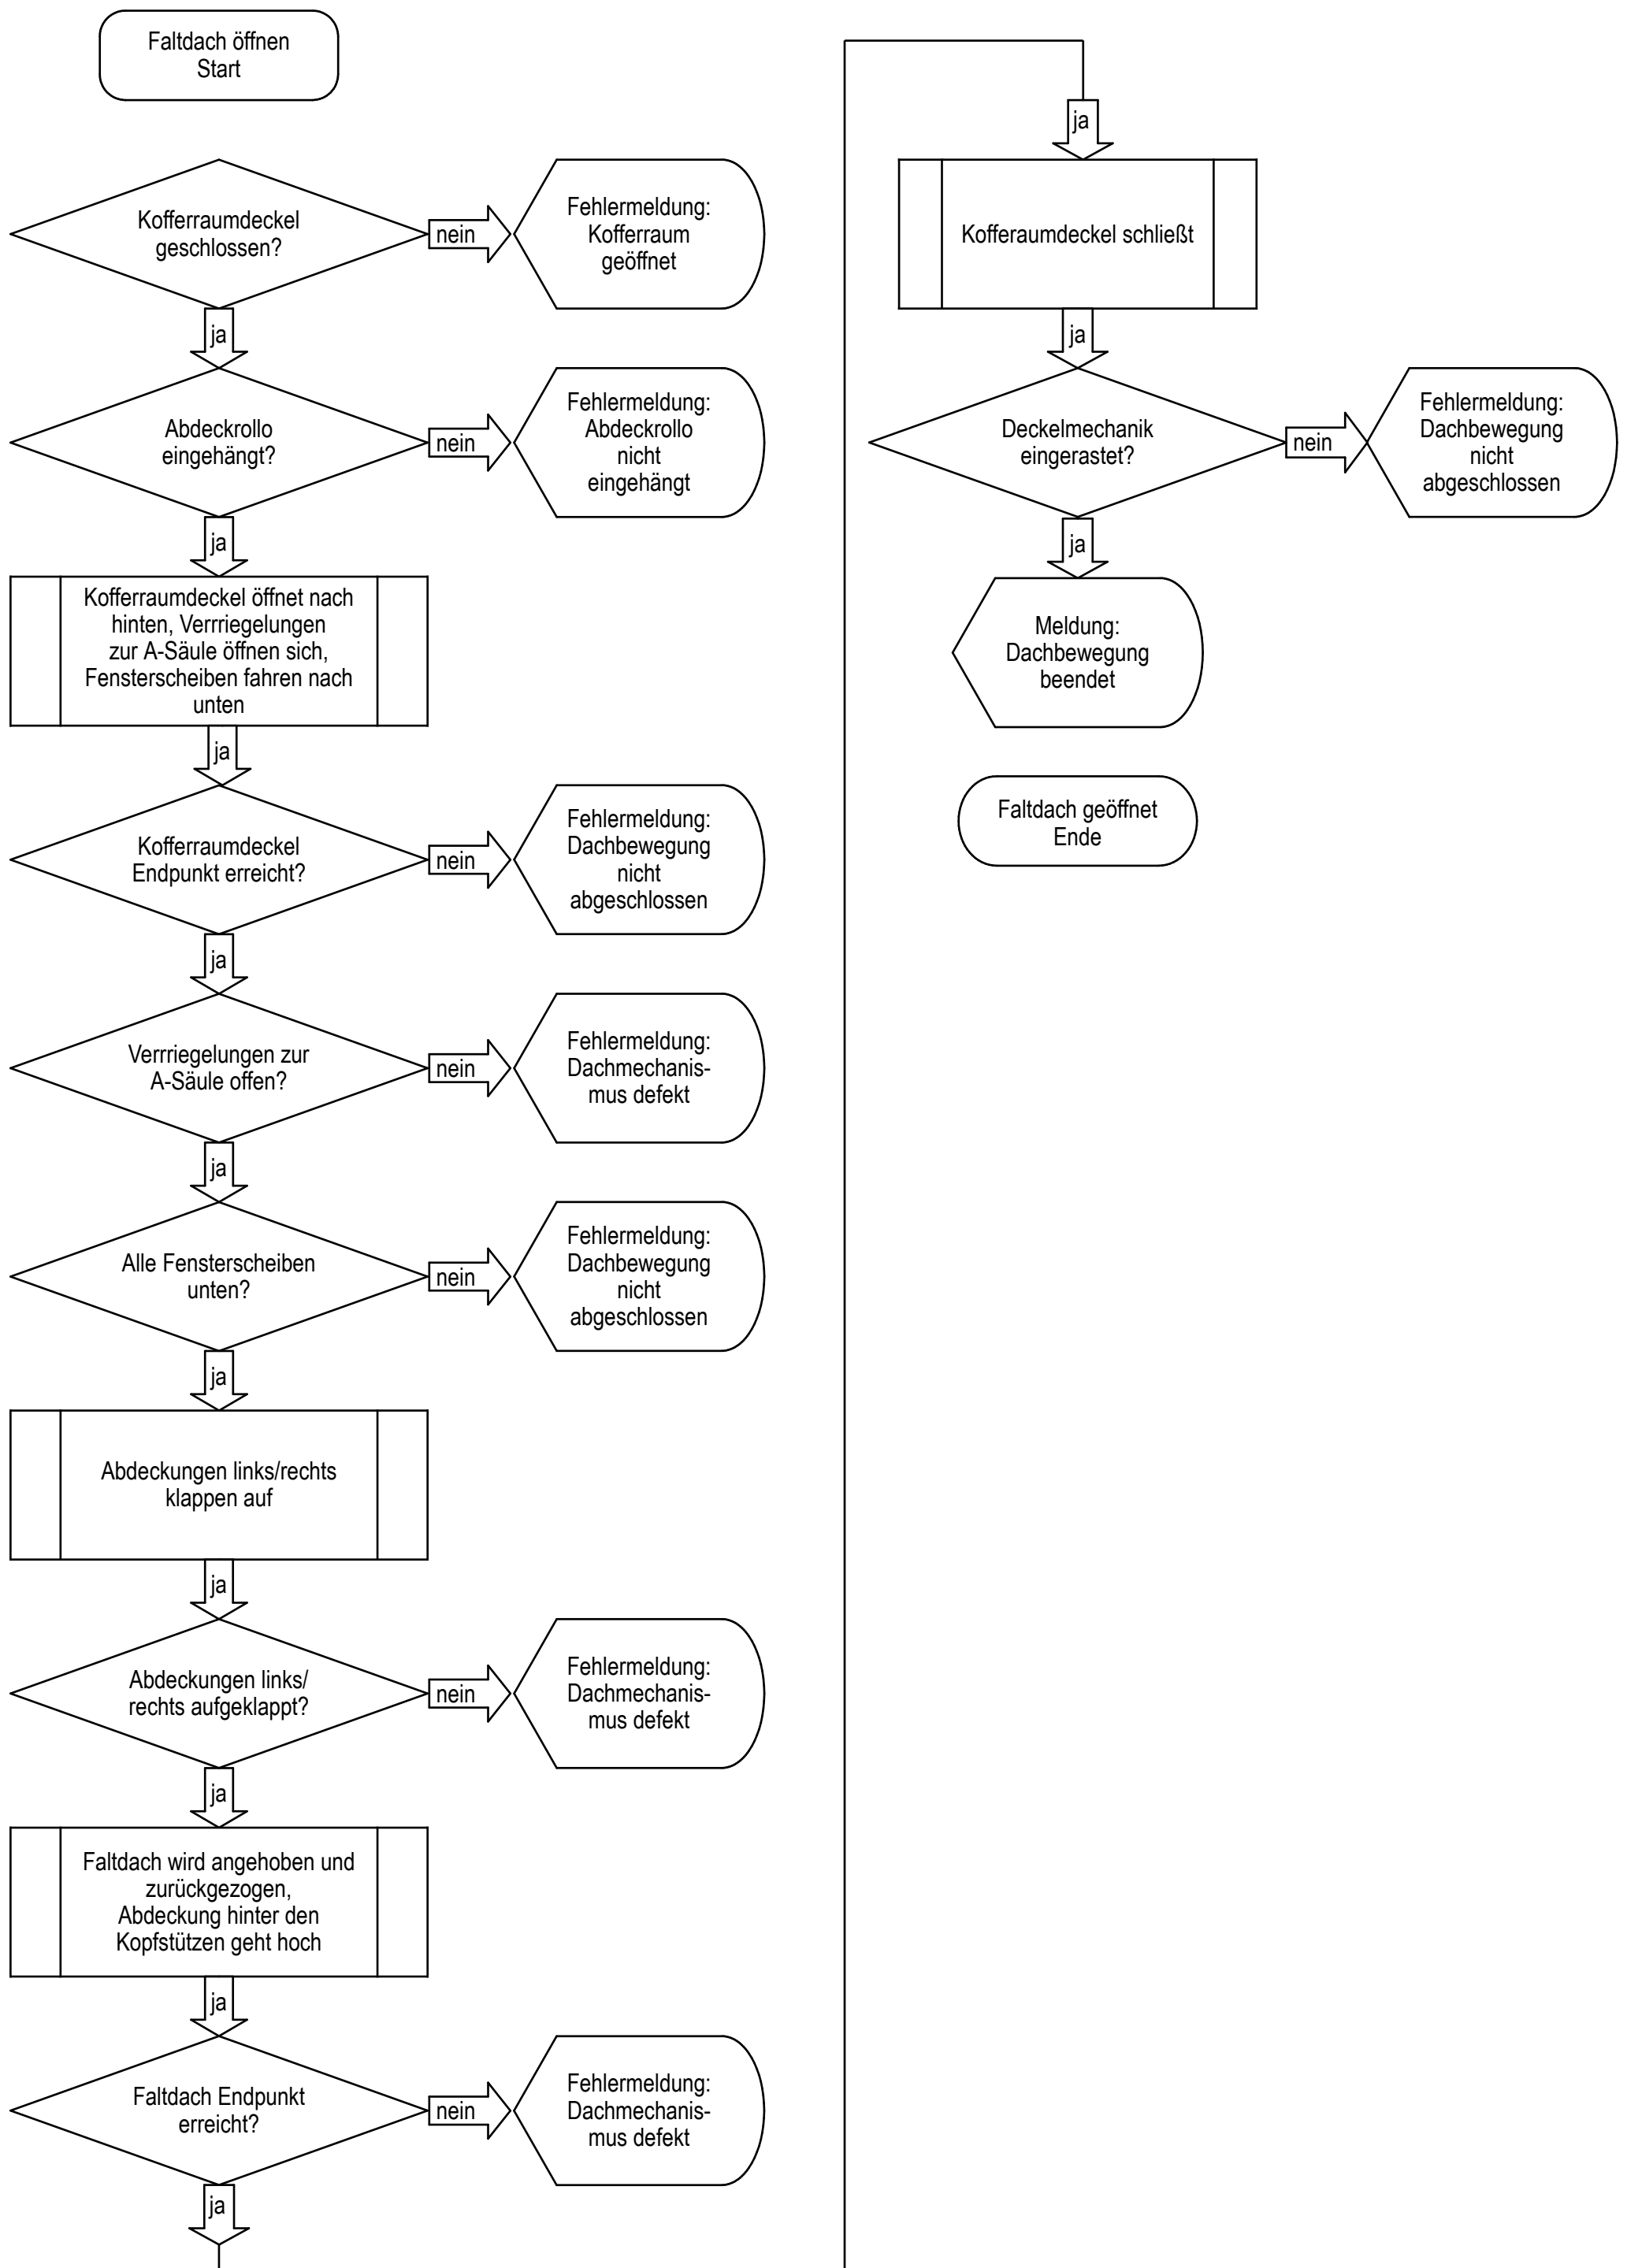 Faltdach öffnen
Start
Kofferraumdeckel
geschlossen?
nein
Fehlermeldung:
Kofferraum
geöffnet
ja
Abdeckrollo
eingehängt?
nein
Fehlermeldung:
Abdeckrollo
nicht
eingehängt
ja
Kofferraumdeckel öffnet nach
hinten, Verrriegelungen
zur A-Säule öffnen sich,
Fensterscheiben fahren nach
unten
ja
Kofferraumdeckel
Endpunkt erreicht?
nein
Fehlermeldung:
Dachbewegung
nicht
abgeschlossen
ja
Verrriegelungen zur
A-Säule offen?
nein
Fehlermeldung:
Dachmechanis-
mus defekt
ja
Alle Fensterscheiben
unten?
nein
Fehlermeldung:
Dachbewegung
nicht
abgeschlossen
ja
Abdeckungen links/rechts
klappen auf
ja
Abdeckungen links/
rechts aufgeklappt?
nein
Fehlermeldung:
Dachmechanis-
mus defekt
ja
Faltdach wird angehoben und
zurückgezogen,
Abdeckung hinter den
Kopfstützen geht hoch
ja
Faltdach Endpunkt
erreicht?
nein
Fehlermeldung:
Dachmechanis-
mus defekt
ja
ja
Kofferaumdeckel schließt
ja
Deckelmechanik
eingerastet?
nein
Fehlermeldung:
Dachbewegung
nicht
abgeschlossen
ja
Meldung:
Dachbewegung
beendet
Faltdach geöffnet
Ende